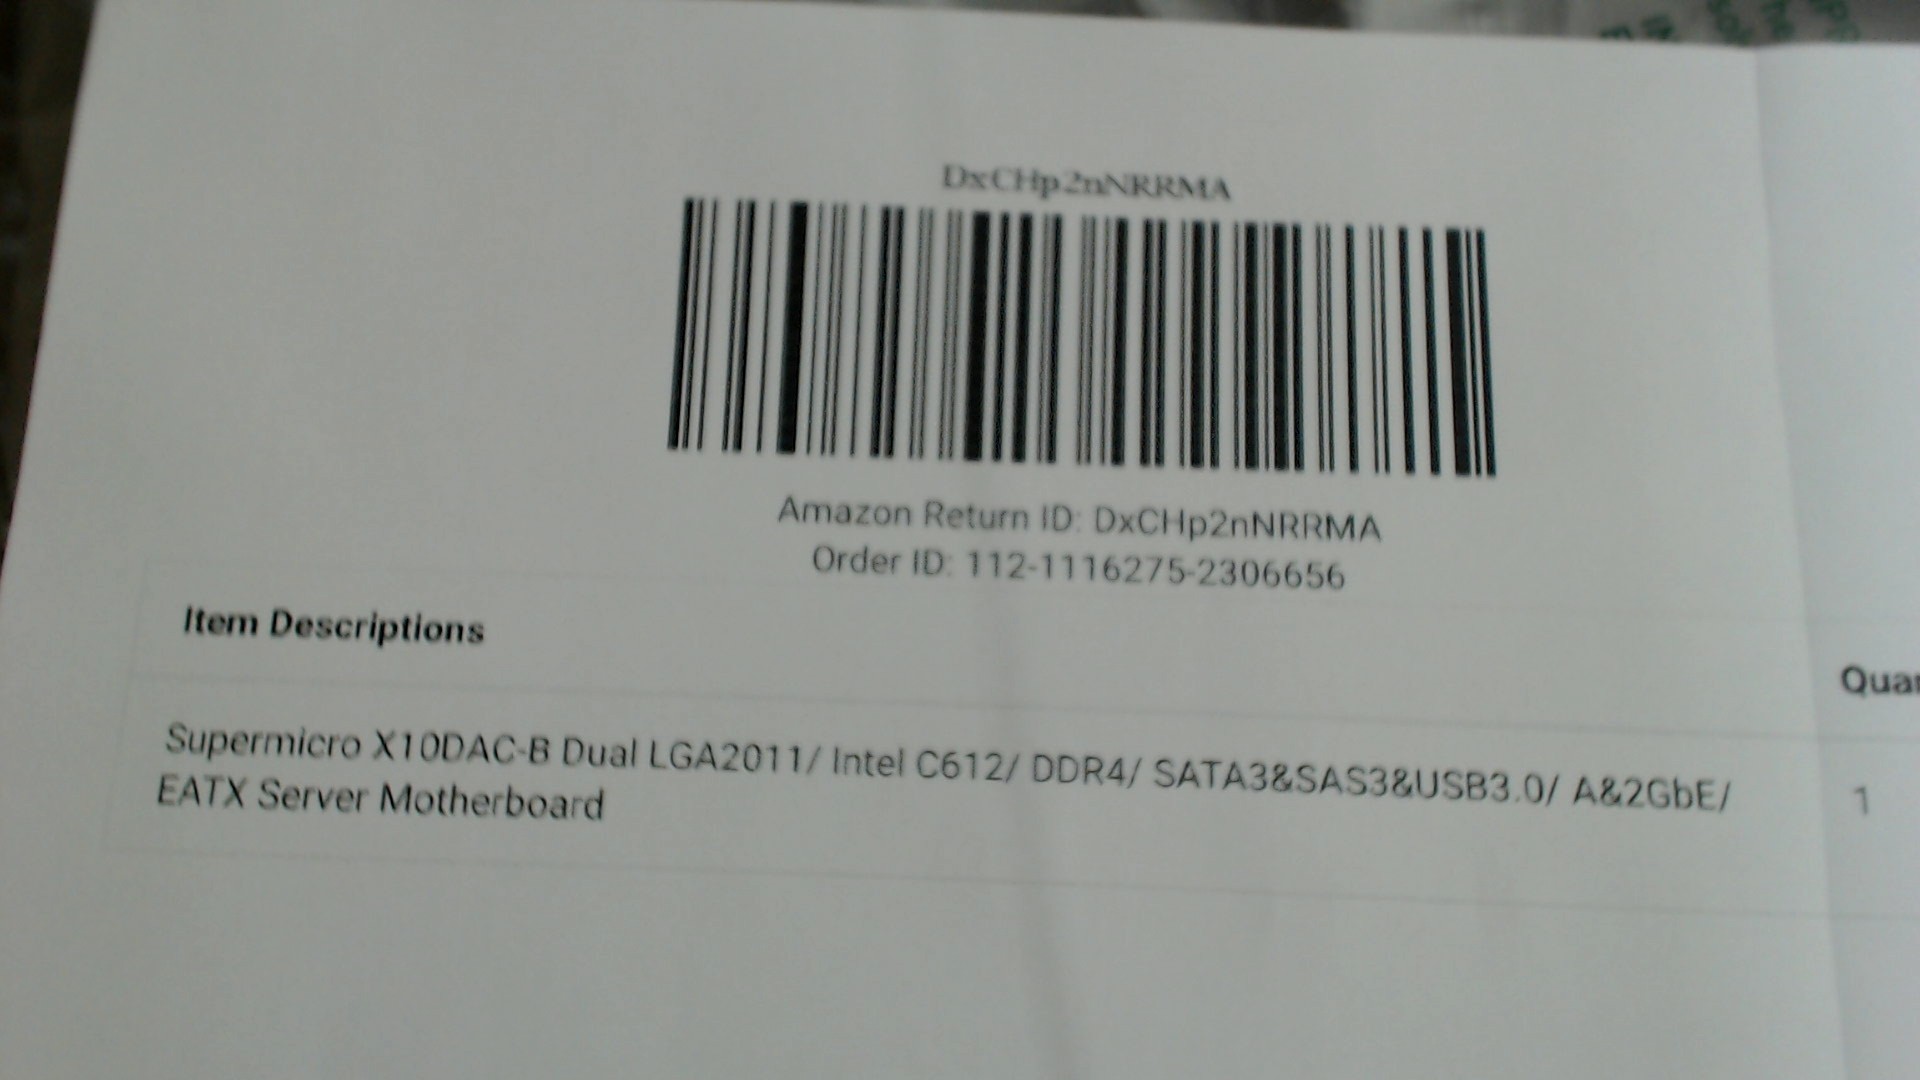 DxCHp2nNRRMA
Amazon Return ID: DxCHp2nNRRMA
Order ID: 112-1116275-2306656
Item Descriptions
Supermicro X10DAC-B Dual LGA2011/ Intel C612/ DDR4/ SATA3&SAS3&USB3.0/ A&2GbE/
EATX Server Motherboard
1